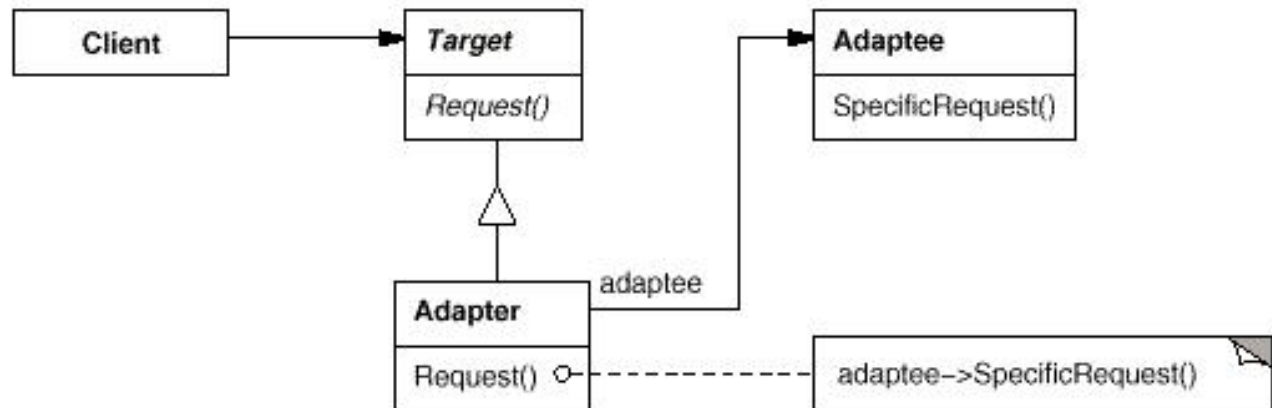 Client
Target
Request()
Adaptee
SpecificRequest()
adaptee
Adapter
Request()
adaptee->SpecificRequest()